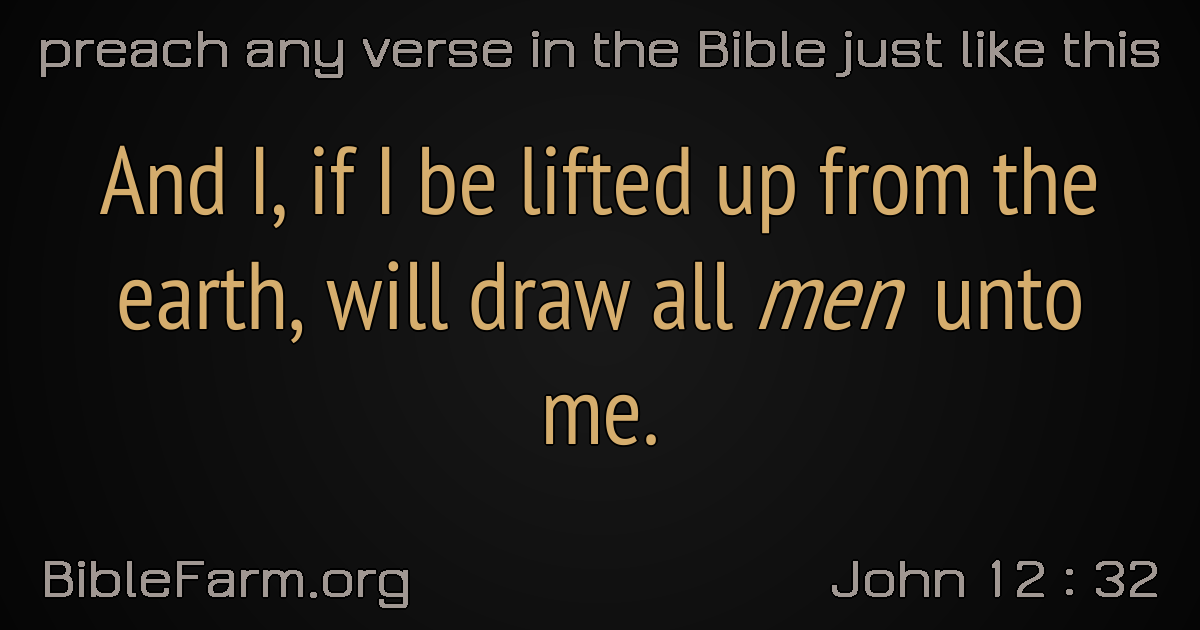 preach any verse in the Bible just like this
And I, if I be lifted up from the
earth, will draw all men unto
me.
BibleFarm.org
John 12 : 32